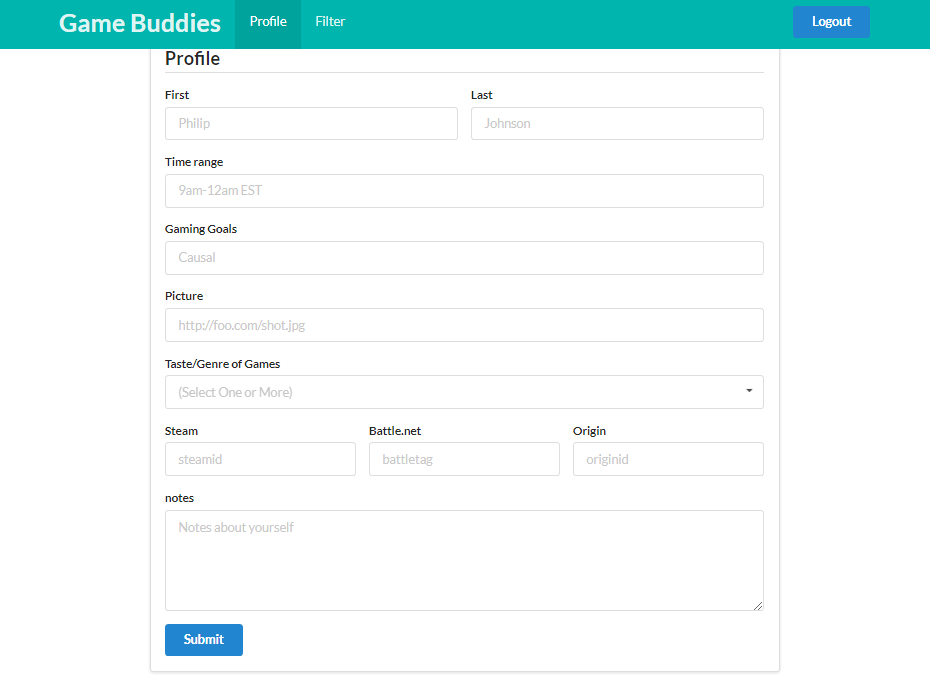 Game Buddies Profile Filter Logout
Profile
First Last
Philip Johnson
Time range
9am-12am EST
Gaming Goals
Causal
Picture
http://foo.com/shot.jpg
Taste/Genre of Games
(Select One or More)
Steam Battle.net Origin
steamid battletag originid
notes
Notes about yourself
Submit